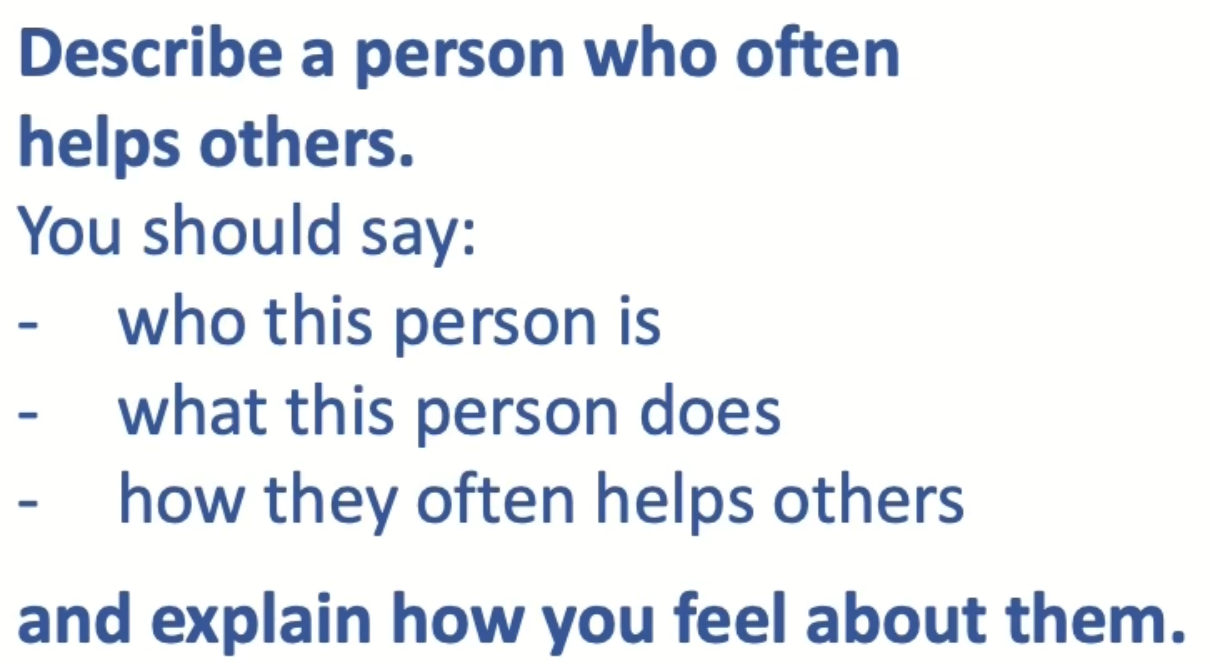 Describe a person who often
helps others.
You should say:
- who this person is
- what this person does
- how they often helps others
and explain how you feel about them.